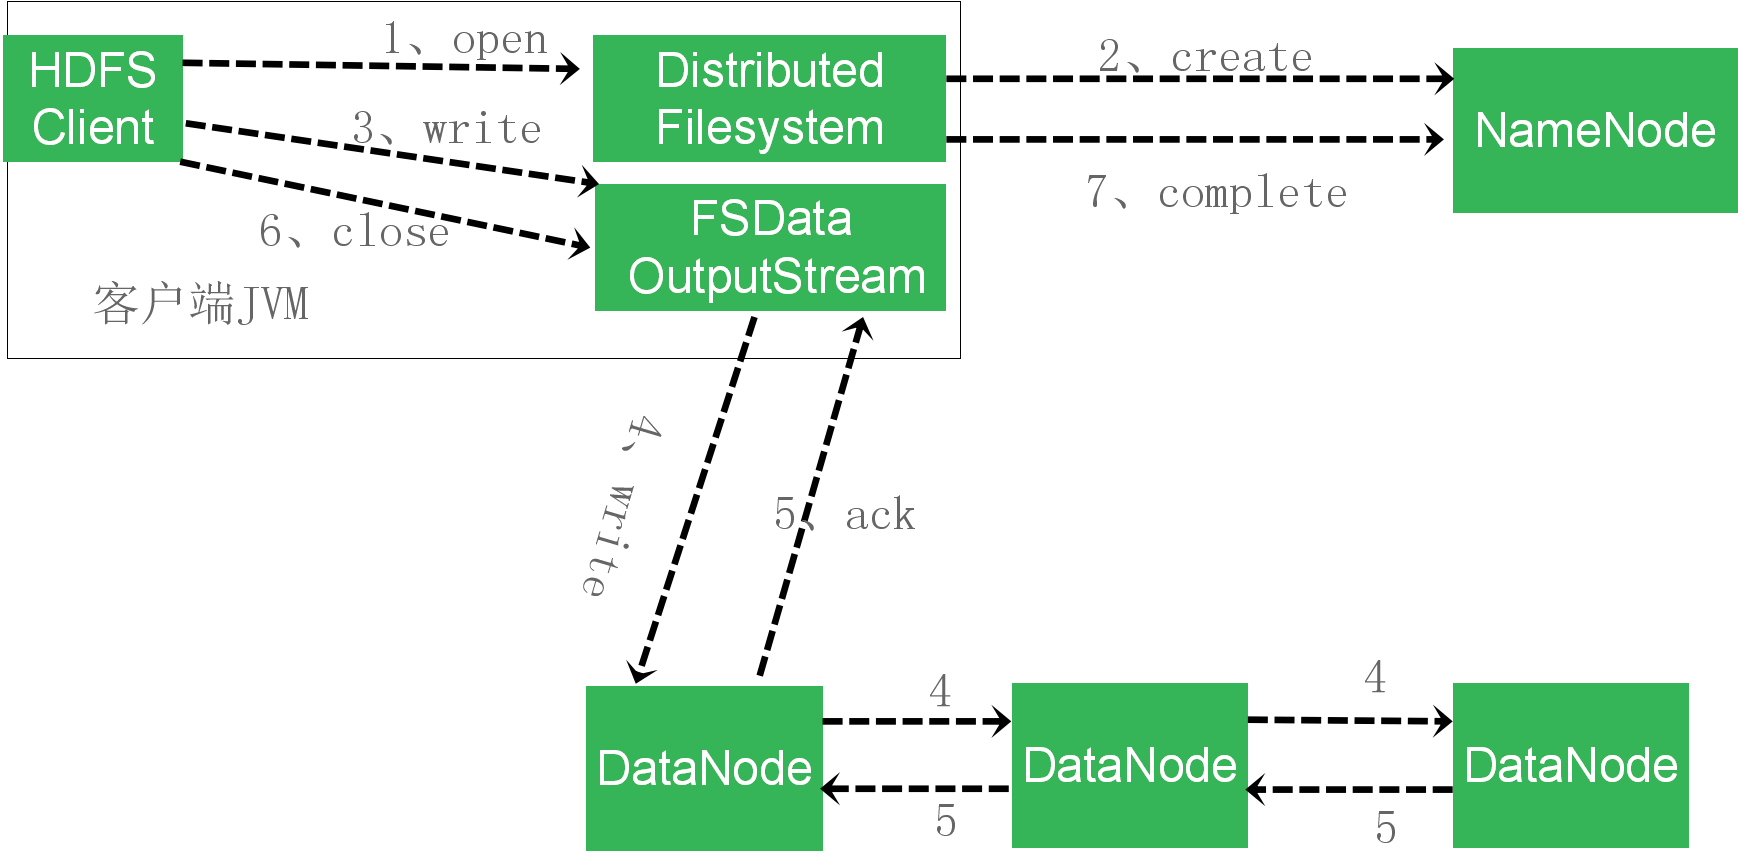 1、open
HDFS
Client
Distributed
Filesystem
2、create
NameNode
3、write
7、complete
6、close
FSData
OutputStream
客户端JVM
4、write
5、ack
4
4
DataNode
DataNode
DataNode
5
5